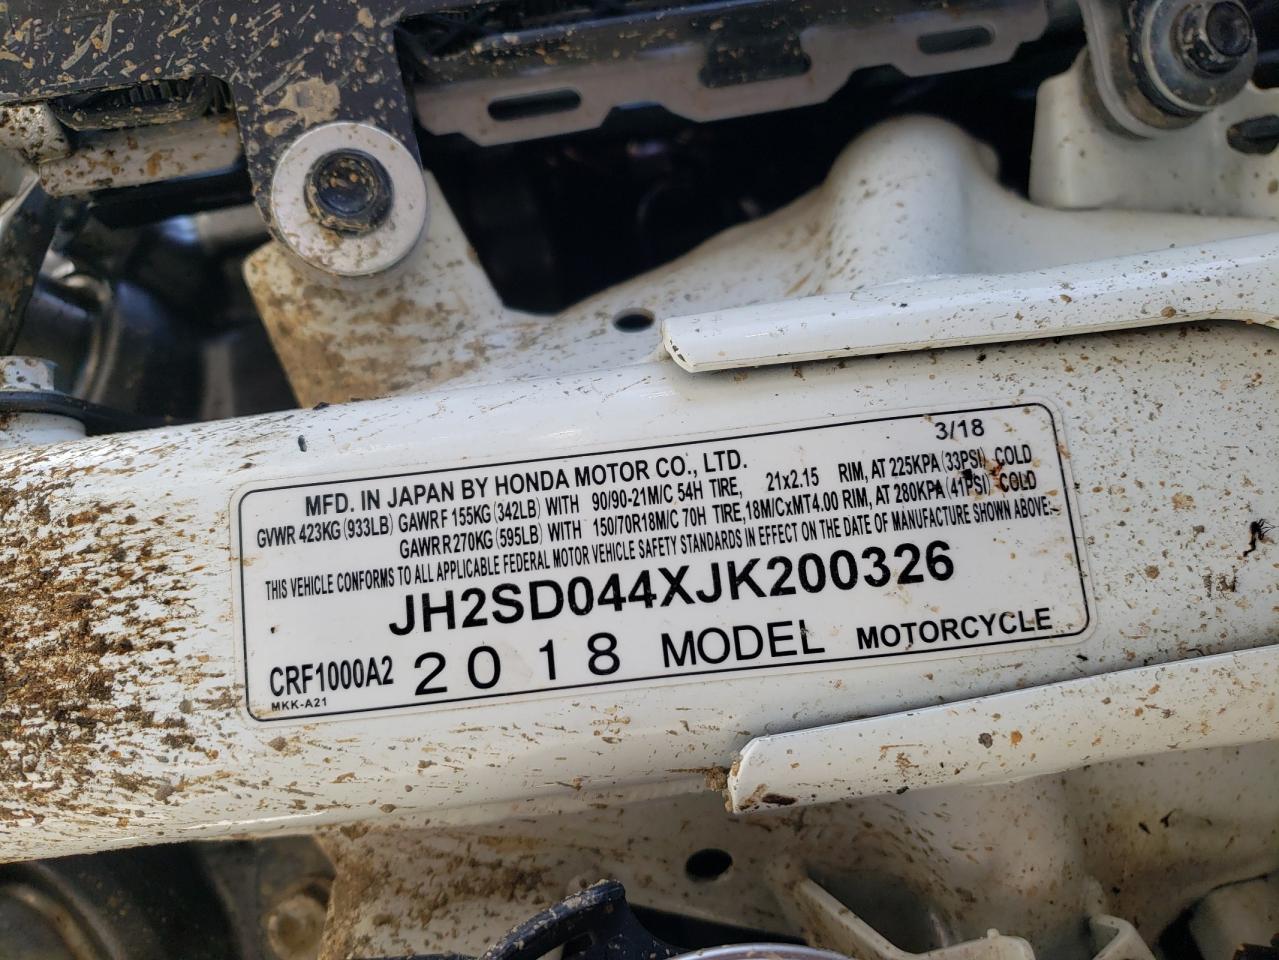 3/18
MFD. IN JAPAN BY HONDA MOTOR CO., LTD.
GVWR 423KG (933LB) GAWRF 155KG (342LB) WITH 90/90-21M/C 54H TIRE, 21x2.15 RIM, AT 225KPA (33PSI) COLD
GAWRR 270KG (595LB) WITH 150/70R18M/C 70H TIRE, 18M/CxMT4.00 RIM, AT 280KPA (41PSI) COLD
THIS VEHICLE CONFORMS TO ALL APPLICABLE FEDERAL MOTOR VEHICLE SAFETY STANDARDS IN EFFECT ON THE DATE OF MANUFACTURE SHOWN ABOVE.
JH2SD044XJK200326
CRF1000A2 2018 MODEL MOTORCYCLE
MKK-A21